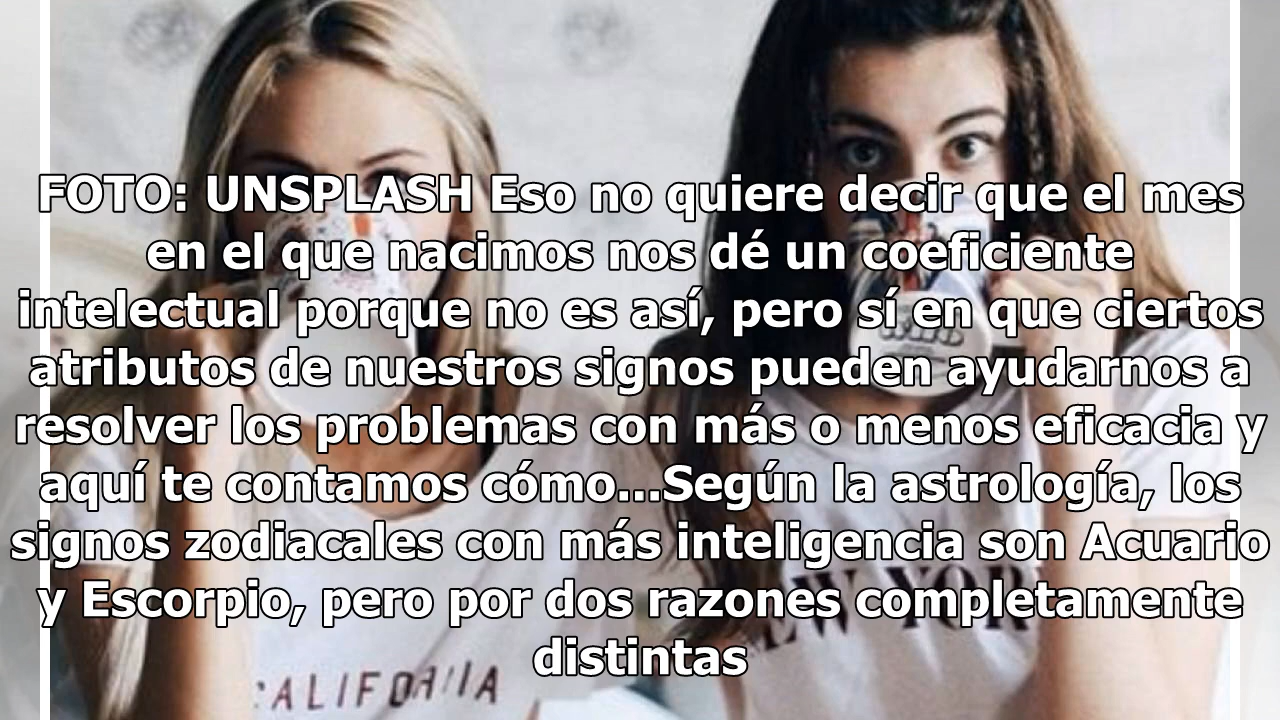 FOTO: UNSPLASH Eso no quiere decir que el mes
en el que nacimos nos dé un coeficiente
intelectual porque no es así, pero sí en que ciertos
atributos de nuestros signos pueden ayudarnos a
resolver los problemas con más o menos eficacia y
aquí te contamos cómo...Según la astrología, los
signos zodiacales con más inteligencia son Acuario
y Escorpio, pero por dos razones completamente
distintas
CALIFORNIA
NEW YORK